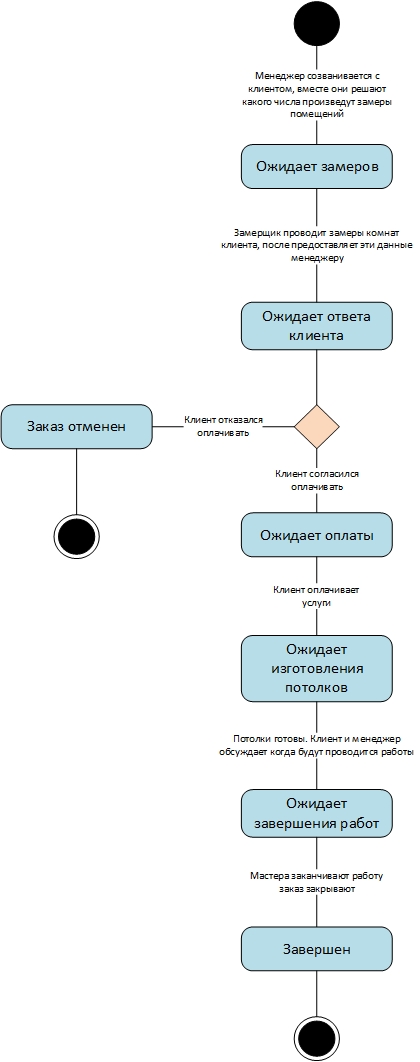 Менеджер созванивается с
клиентом, вместе они решают
какого числа произведут замеры
помещений
Ожидает замеров
Замерщик проводит замеры комнат
клиента, после предоставляет эти данные
менеджеру
Ожидает ответа
клиента
Заказ отменен
Клиент отказался
оплачивать
Клиент согласился
оплачивать
Ожидает оплаты
Клиент оплачивает
услуги
Ожидает
изготовления
потолков
Потолки готовы. Клиент и менеджер
обсуждает когда будут проводится работы
Ожидает
завершения работ
Мастера заканчивают работу
заказ закрывают
Завершен